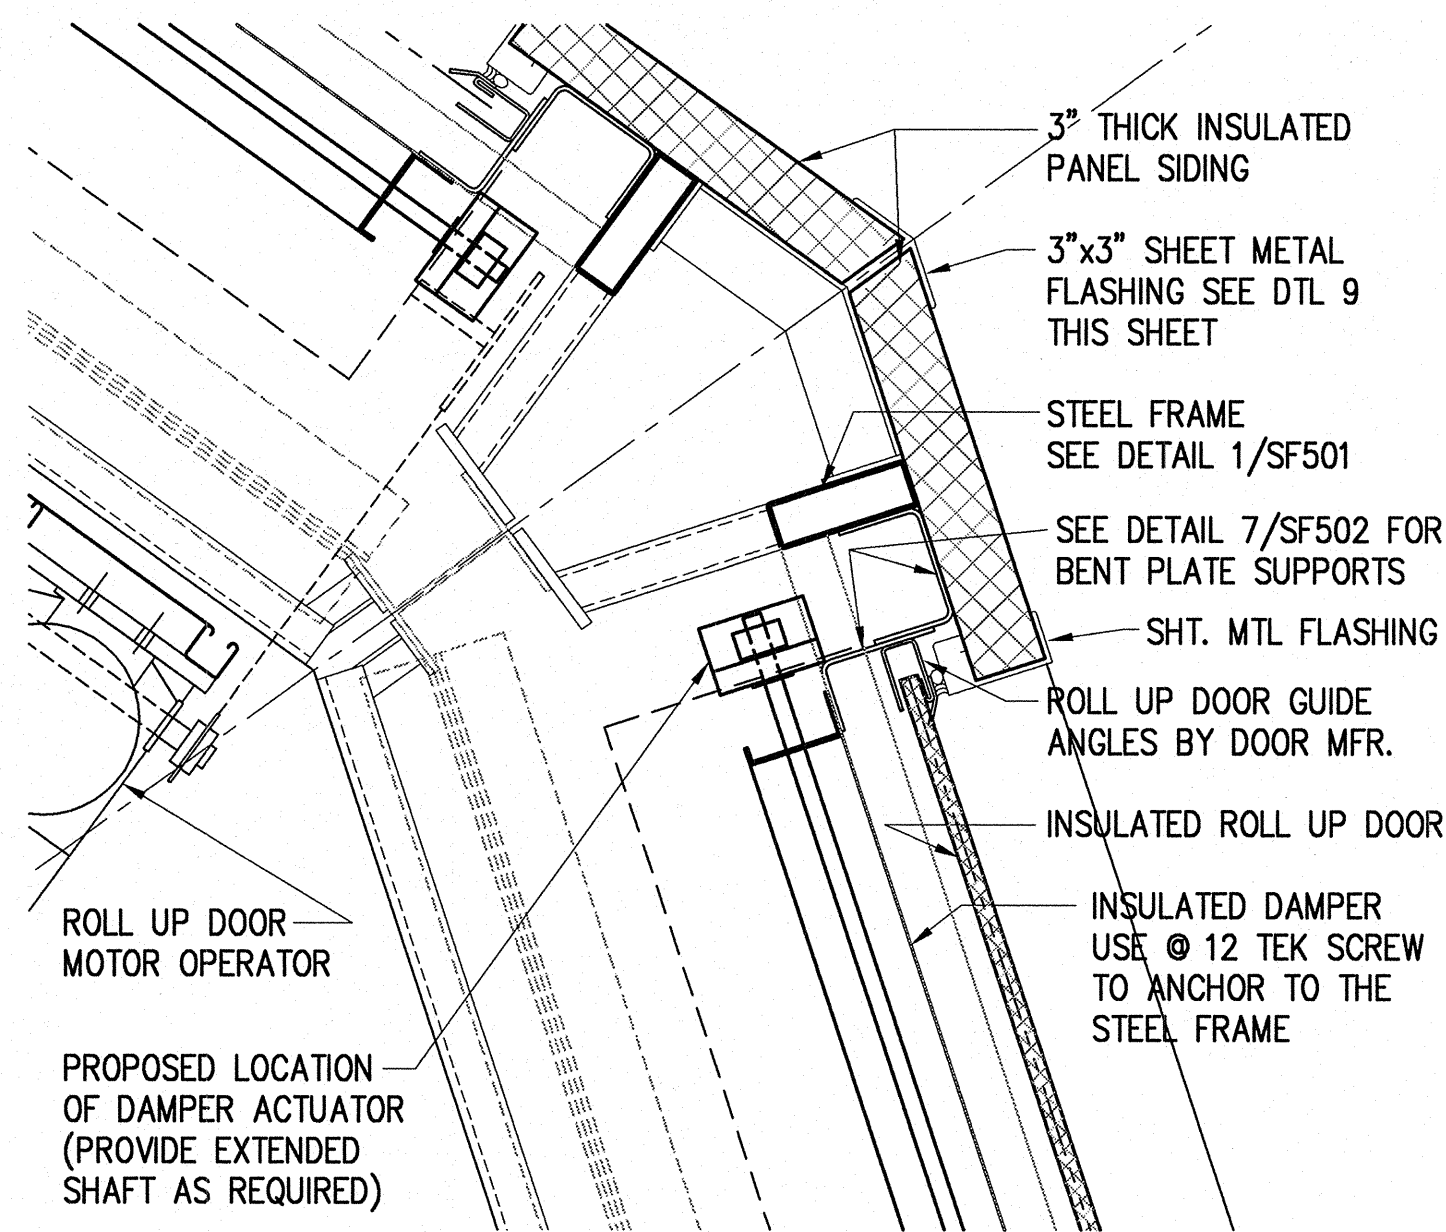 3" THICK INSULATED
PANEL SIDING
3"x3" SHEET METAL
FLASHING SEE DTL 9
THIS SHEET
STEEL FRAME
SEE DETAIL 1/SF501
SEE DETAIL 7/SF502 FOR
BENT PLATE SUPPORTS
SHT. MTL FLASHING
ROLL UP DOOR GUIDE
ANGLES BY DOOR MFR.
INSULATED ROLL UP DOOR
INSULATED DAMPER
USE @ 12 TEK SCREW
TO ANCHOR TO THE
STEEL FRAME
ROLL UP DOOR
MOTOR OPERATOR
PROPOSED LOCATION
OF DAMPER ACTUATOR
(PROVIDE EXTENDED
SHAFT AS REQUIRED)